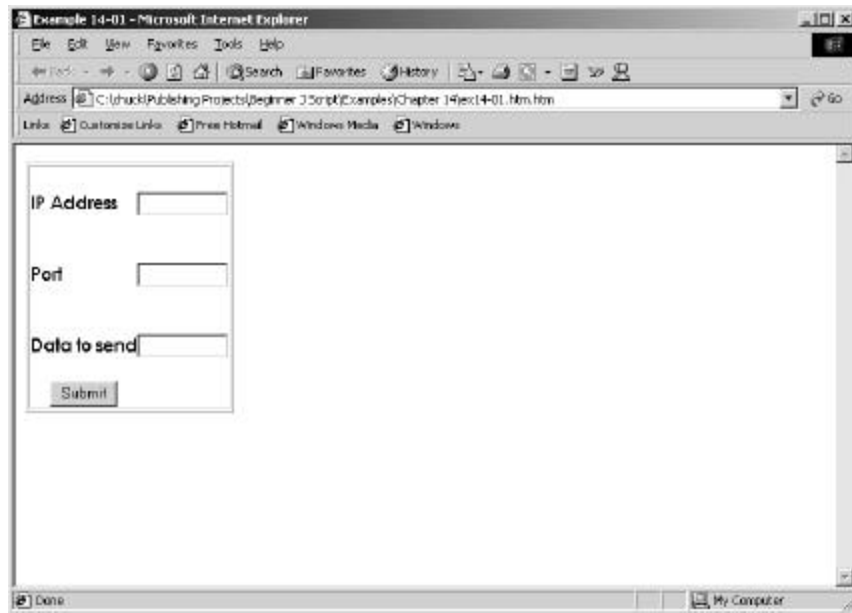 Example 14-01 - Microsoft Internet Explorer
File Edit View Favorites Tools Help
Back Search Favorites History
Address C:\chuck\Publishing Projects\Beginner JScript\Examples\Chapter 14\ex14-01.htm.htm Go
Links Customize Links Free Hotmail Windows Media Windows
IP Address
Port
Data to send
Submit
Done My Computer